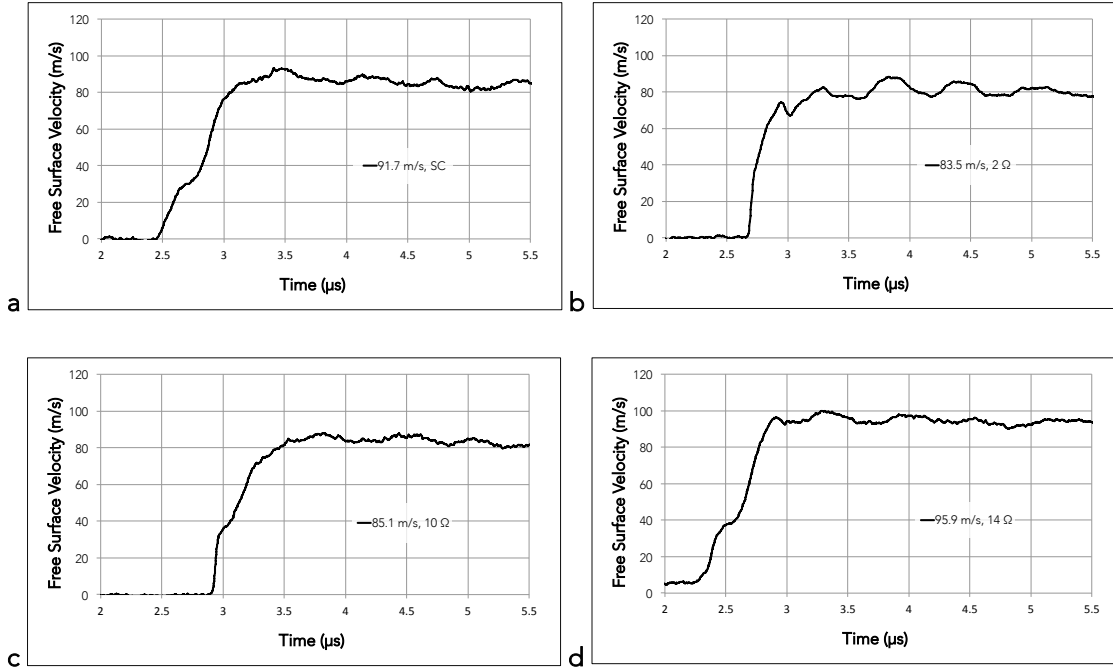 120
100
80
60
40
20
0
Free Surface Velocity (m/s)
91.7 m/s, SC
2 2.5 3 3.5 4 4.5 5 5.5
Time (µs)
a
120
100
80
60
40
20
0
Free Surface Velocity (m/s)
83.5 m/s, 2 Ω
2 2.5 3 3.5 4 4.5 5 5.5
Time (µs)
b
120
100
80
60
40
20
0
Free Surface Velocity (m/s)
85.1 m/s, 10 Ω
2 2.5 3 3.5 4 4.5 5 5.5
Time (µs)
c
120
100
80
60
40
20
0
Free Surface Velocity (m/s)
95.9 m/s, 14 Ω
2 2.5 3 3.5 4 4.5 5 5.5
Time (µs)
d